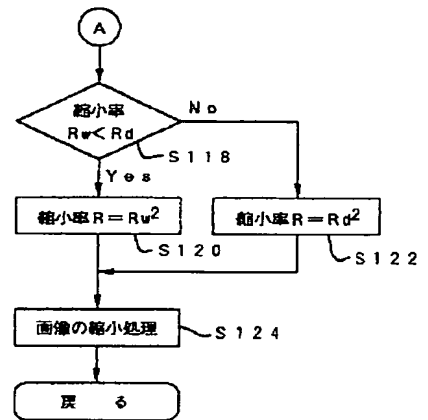 A
縮小率
Rw<Rd
No
S118
Yes
縮小率R=Rw²
縮小率R=Rd²
S120
S122
画像の縮小処理
S124
戻る